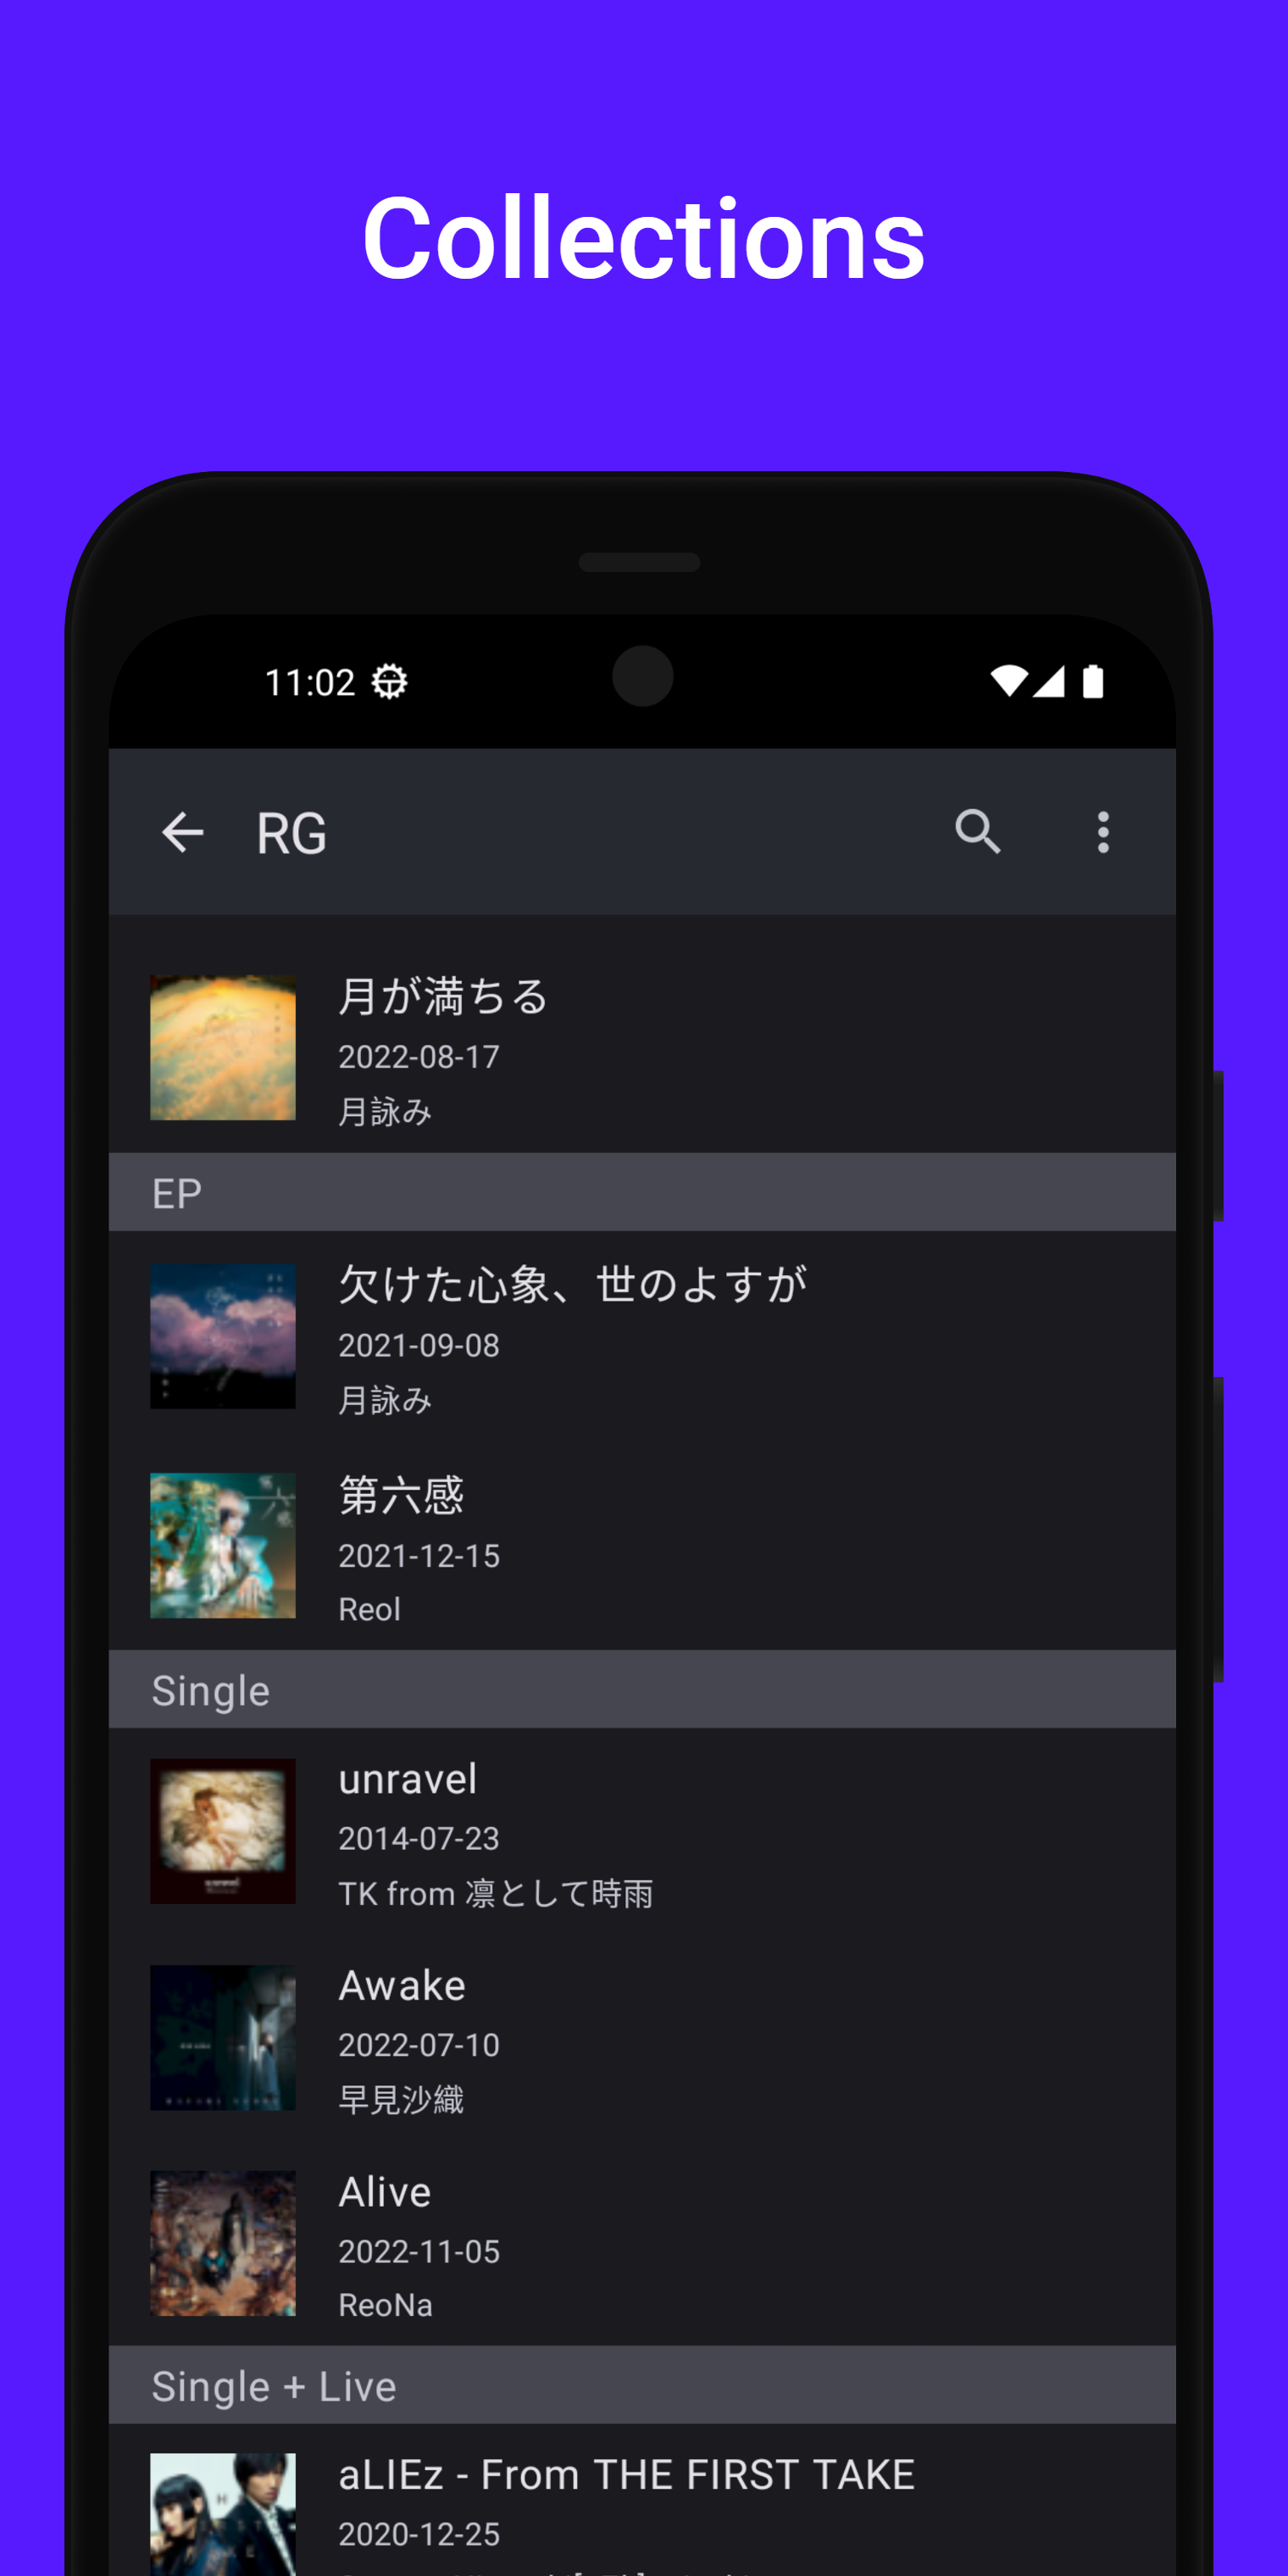 Collections
11:02
RG
月が満ちる
2022-08-17
月詠み
EP
欠けた心象、世のよすが
2021-09-08
月詠み
第六感
2021-12-15
Reol
Single
unravel
2014-07-23
TK from 凛として時雨
Awake
2022-07-10
早見沙織
Alive
2022-11-05
ReoNa
Single + Live
aLIEz - From THE FIRST TAKE
2020-12-25